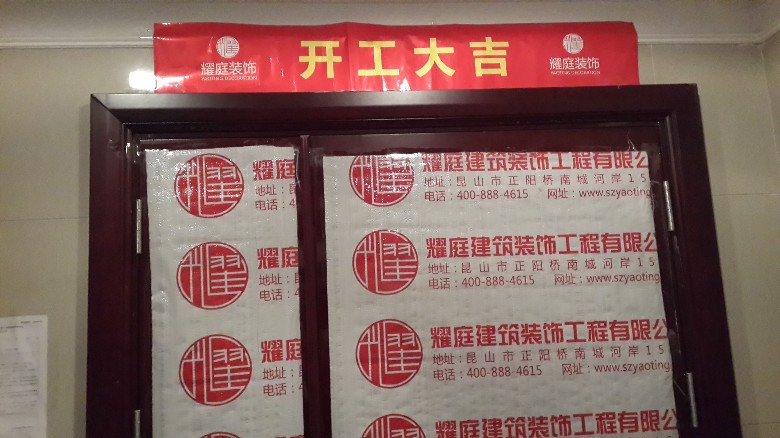 耀庭装饰 开工大吉 耀庭装饰
YAOTING DECORATION YAOTING DECORATION
耀庭
地址：昆
电话：4
耀庭
地址：
电话：4
耀庭
地址：
电话：4
耀庭
耀庭建筑装饰工程有限公
地址：昆山市正阳桥南城河岸15
电话：400-888-4615 网址：www.szyaoting
耀庭建筑装饰工程有限公
地址：昆山市正阳桥南城河岸15
电话：400-888-4615 网址：www.szyaoting
耀庭建筑装饰工程有限公
地址：昆山市正阳桥南城河岸15
电话：400-888-4615 网址：www.szyaoting
耀庭建筑装饰工程有限公